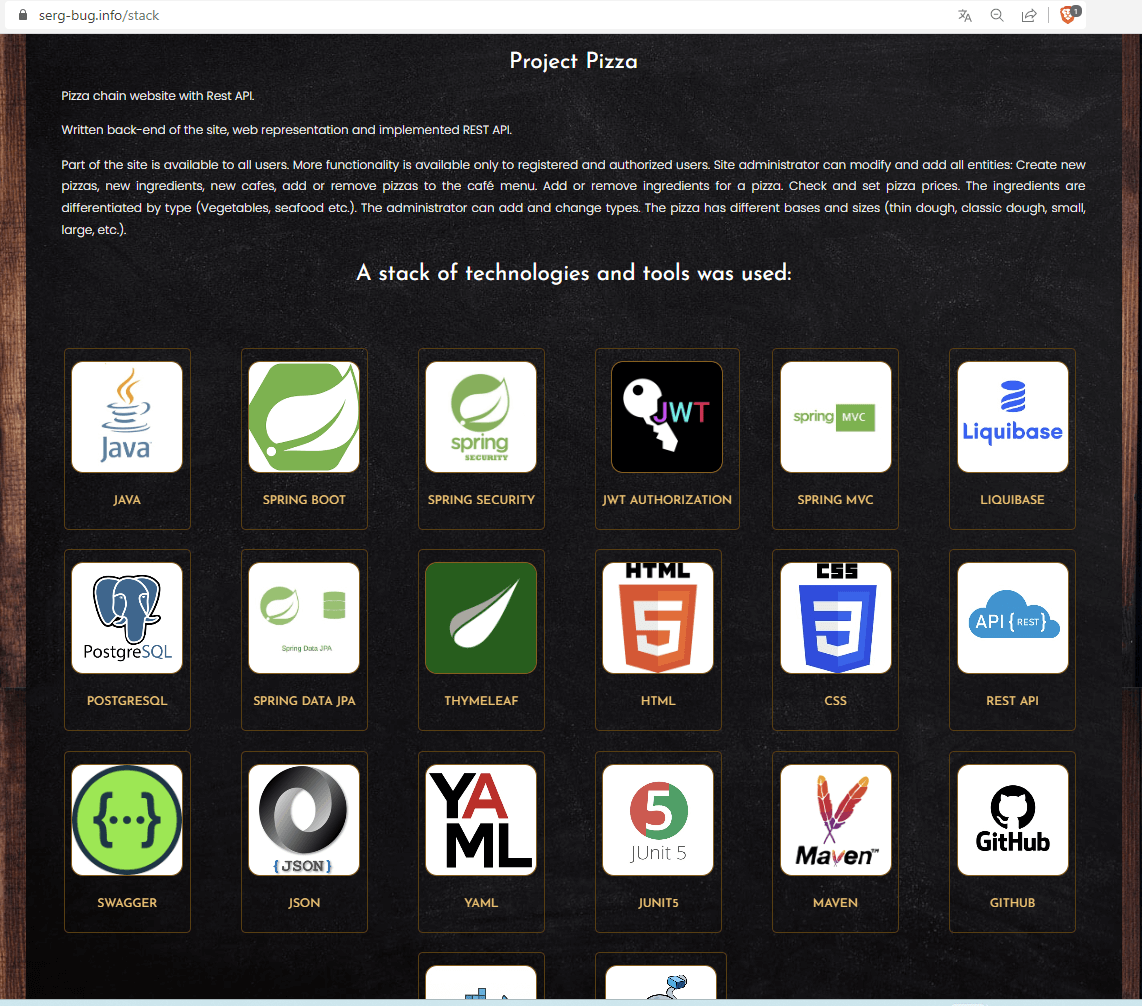 serg-bug.info/stack
1
Project Pizza
Pizza chain website with Rest API.
Written back-end of the site, web representation and implemented REST API.
Part of the site is available to all users. More functionality is available only to registered and authorized users. Site administrator can modify and add all entities: Create new
pizzas, new ingredients, new cafes, add or remove pizzas to the café menu. Add or remove ingredients for a pizza. Check and set pizza prices. The ingredients are
differentiated by type (Vegetables, seafood etc.). The administrator can add and change types. The pizza has different bases and sizes (thin dough, classic dough, small,
large, etc.).
A stack of technologies and tools was used:
Java
spring
SECURITY
JWT
spring MVC
Liquibase
JAVA
SPRING BOOT
SPRING SECURITY
JWT AUTHORIZATION
SPRING MVC
LIQUIBASE
PostgreSQL
Spring Data JPA
HTML
5
CSS
3
API {REST}
POSTGRESQL
SPRING DATA JPA
THYMELEAF
HTML
CSS
REST API
{...}
{JSON}
YAML
5
JUnit 5
Maven™
GitHub
SWAGGER
JSON
YAML
JUNIT5
MAVEN
GITHUB